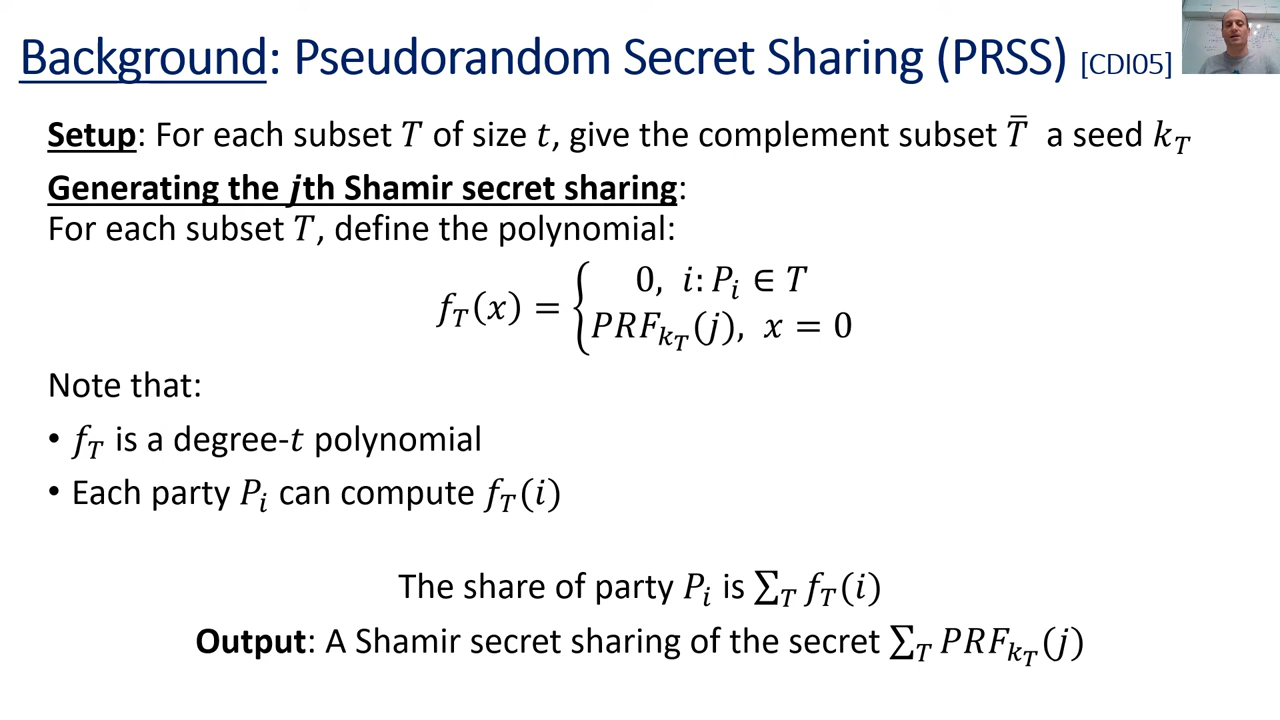 Background: Pseudorandom Secret Sharing (PRSS) [CDI05]
Setup: For each subset T of size t, give the complement subset T̄ a seed k_T
Generating the jth Shamir secret sharing:
For each subset T, define the polynomial:
f_T(x) = { 0, i: P_i ∈ T
PRF_{k_T}(j), x = 0
Note that:
• f_T is a degree-t polynomial
• Each party P_i can compute f_T(i)
The share of party P_i is ∑_T f_T(i)
Output: A Shamir secret sharing of the secret ∑_T PRF_{k_T}(j)